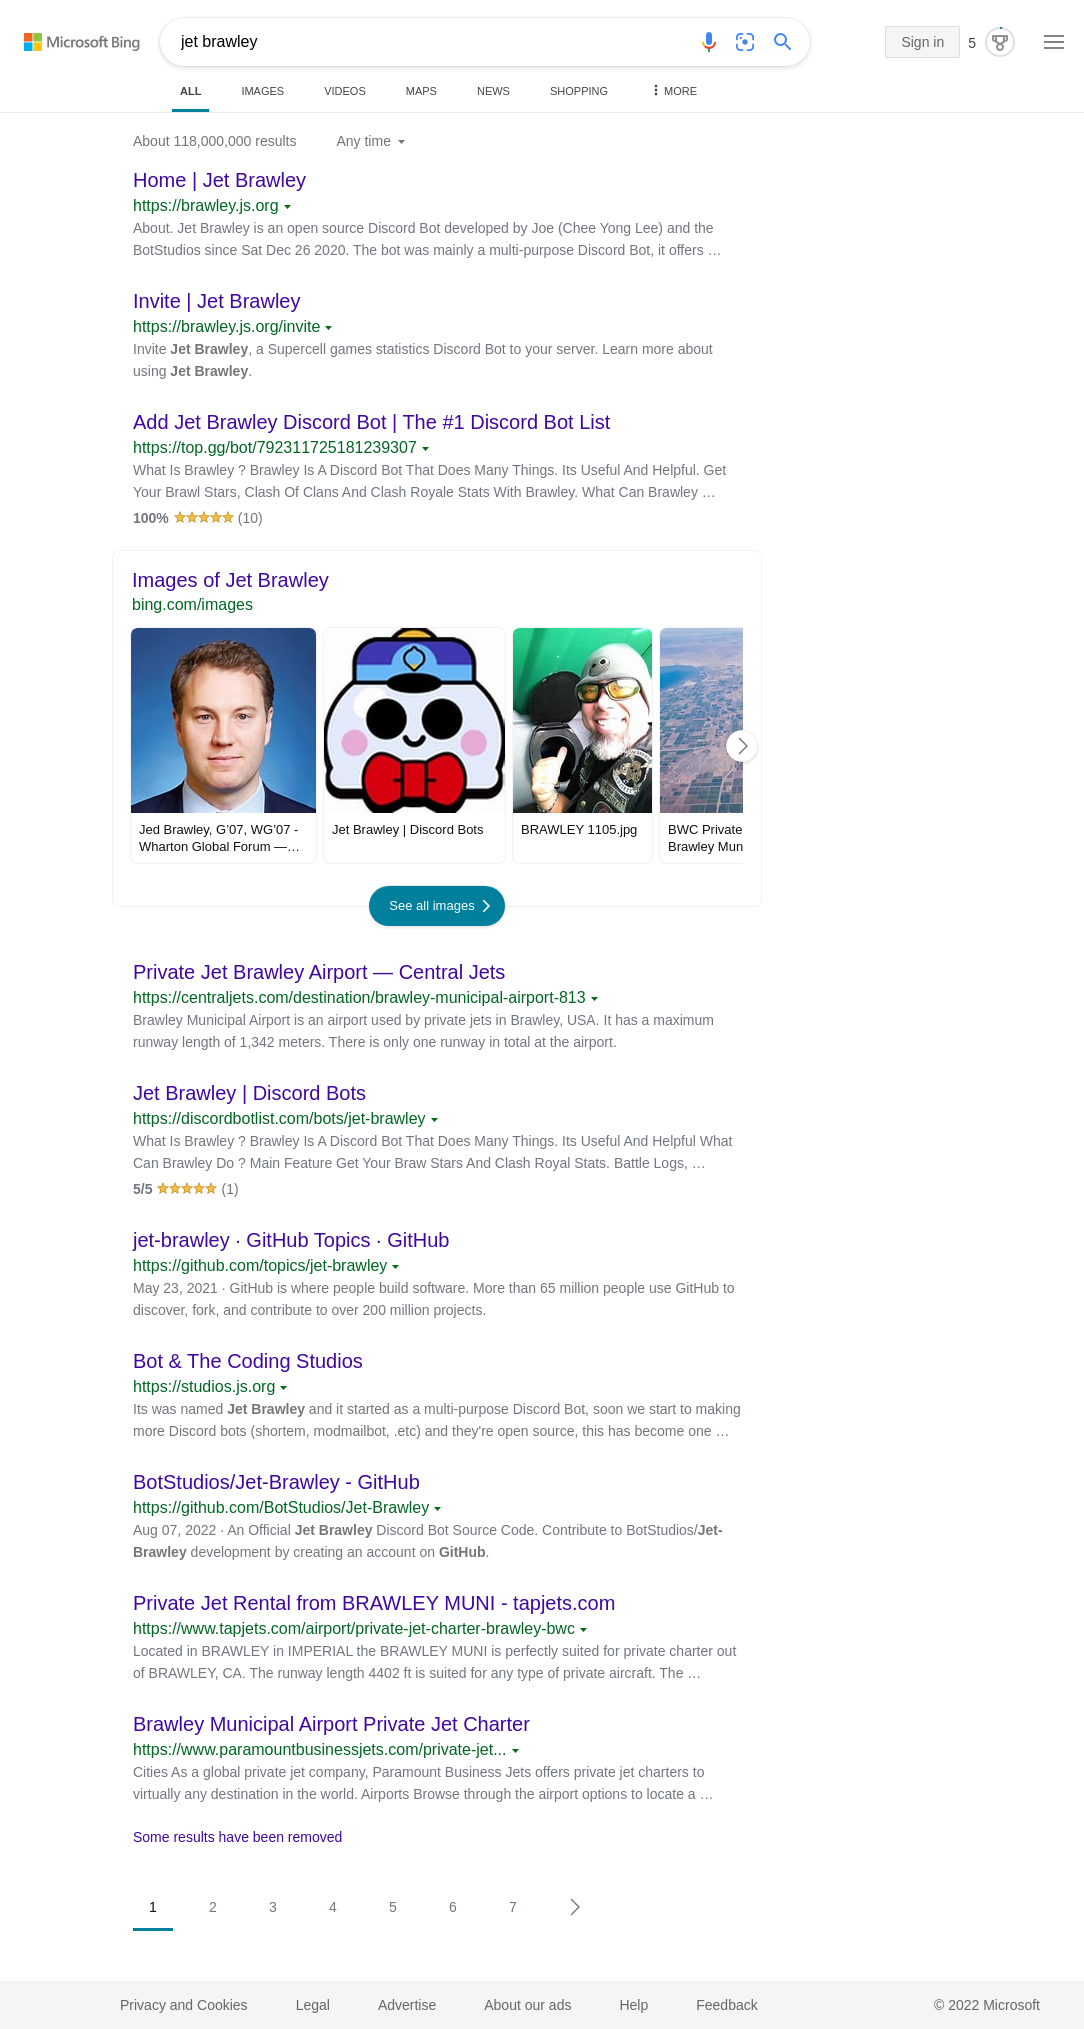 Microsoft Bing
jet brawley
Sign in
5
ALL
IMAGES
VIDEOS
MAPS
NEWS
SHOPPING
MORE
About 118,000,000 results
Any time
Home | Jet Brawley
https://brawley.js.org
About. Jet Brawley is an open source Discord Bot developed by Joe (Chee Yong Lee) and the
BotStudios since Sat Dec 26 2020. The bot was mainly a multi-purpose Discord Bot, it offers …
Invite | Jet Brawley
https://brawley.js.org/invite
Invite Jet Brawley, a Supercell games statistics Discord Bot to your server. Learn more about
using Jet Brawley.
Add Jet Brawley Discord Bot | The #1 Discord Bot List
https://top.gg/bot/792311725181239307
What Is Brawley ? Brawley Is A Discord Bot That Does Many Things. Its Useful And Helpful. Get
Your Brawl Stars, Clash Of Clans And Clash Royale Stats With Brawley. What Can Brawley …
100% (10)
Images of Jet Brawley
bing.com/images
Jed Brawley, G’07, WG’07 -
Wharton Global Forum —…
Jet Brawley | Discord Bots
BRAWLEY 1105.jpg
BWC Private
Brawley Mun
See all images
Private Jet Brawley Airport — Central Jets
https://centraljets.com/destination/brawley-municipal-airport-813
Brawley Municipal Airport is an airport used by private jets in Brawley, USA. It has a maximum
runway length of 1,342 meters. There is only one runway in total at the airport.
Jet Brawley | Discord Bots
https://discordbotlist.com/bots/jet-brawley
What Is Brawley ? Brawley Is A Discord Bot That Does Many Things. Its Useful And Helpful What
Can Brawley Do ? Main Feature Get Your Braw Stars And Clash Royal Stats. Battle Logs, …
5/5 (1)
jet-brawley · GitHub Topics · GitHub
https://github.com/topics/jet-brawley
May 23, 2021 · GitHub is where people build software. More than 65 million people use GitHub to
discover, fork, and contribute to over 200 million projects.
Bot & The Coding Studios
https://studios.js.org
Its was named Jet Brawley and it started as a multi-purpose Discord Bot, soon we start to making
more Discord bots (shortem, modmailbot, .etc) and they're open source, this has become one …
BotStudios/Jet-Brawley - GitHub
https://github.com/BotStudios/Jet-Brawley
Aug 07, 2022 · An Official Jet Brawley Discord Bot Source Code. Contribute to BotStudios/Jet-
Brawley development by creating an account on GitHub.
Private Jet Rental from BRAWLEY MUNI - tapjets.com
https://www.tapjets.com/airport/private-jet-charter-brawley-bwc
Located in BRAWLEY in IMPERIAL the BRAWLEY MUNI is perfectly suited for private charter out
of BRAWLEY, CA. The runway length 4402 ft is suited for any type of private aircraft. The …
Brawley Municipal Airport Private Jet Charter
https://www.paramountbusinessjets.com/private-jet...
Cities As a global private jet company, Paramount Business Jets offers private jet charters to
virtually any destination in the world. Airports Browse through the airport options to locate a …
Some results have been removed
1
2
3
4
5
6
7
Privacy and Cookies
Legal
Advertise
About our ads
Help
Feedback
© 2022 Microsoft